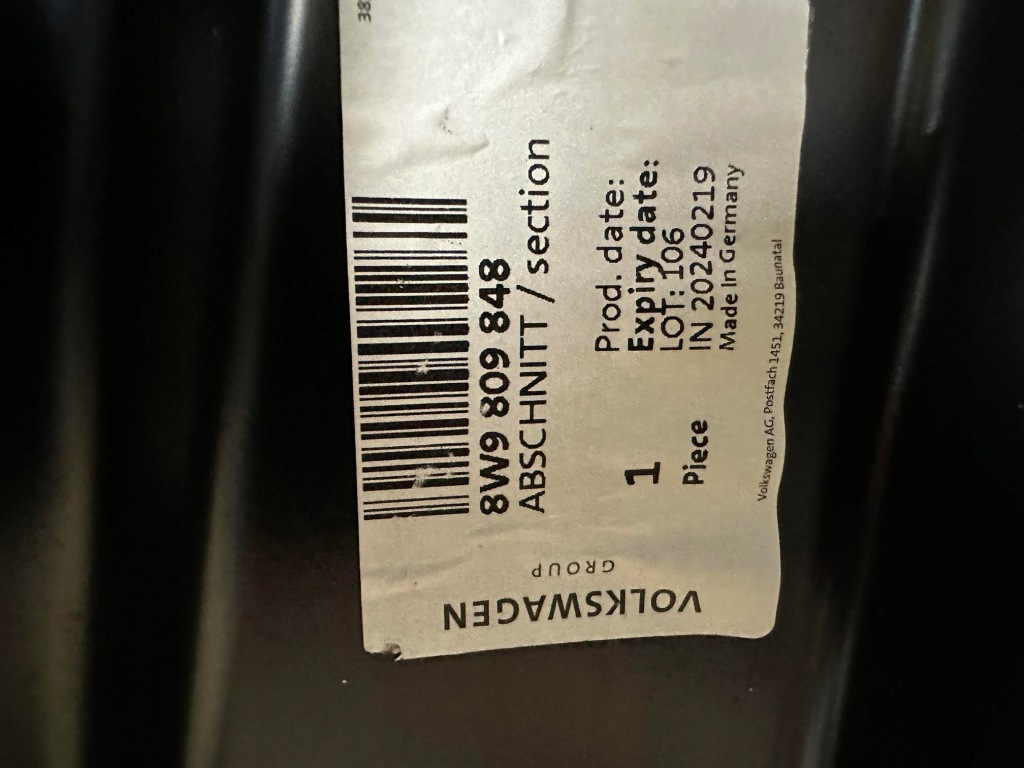 38
8W9 809 848
ABSCHNITT / section
Prod. date:
Expiry date:
LOT: 106
IN 20240219
Made In Germany
1
Piece
Volkswagen AG, Postfach 1451, 34219 Baunatal
VOLKSWAGEN
GROUP